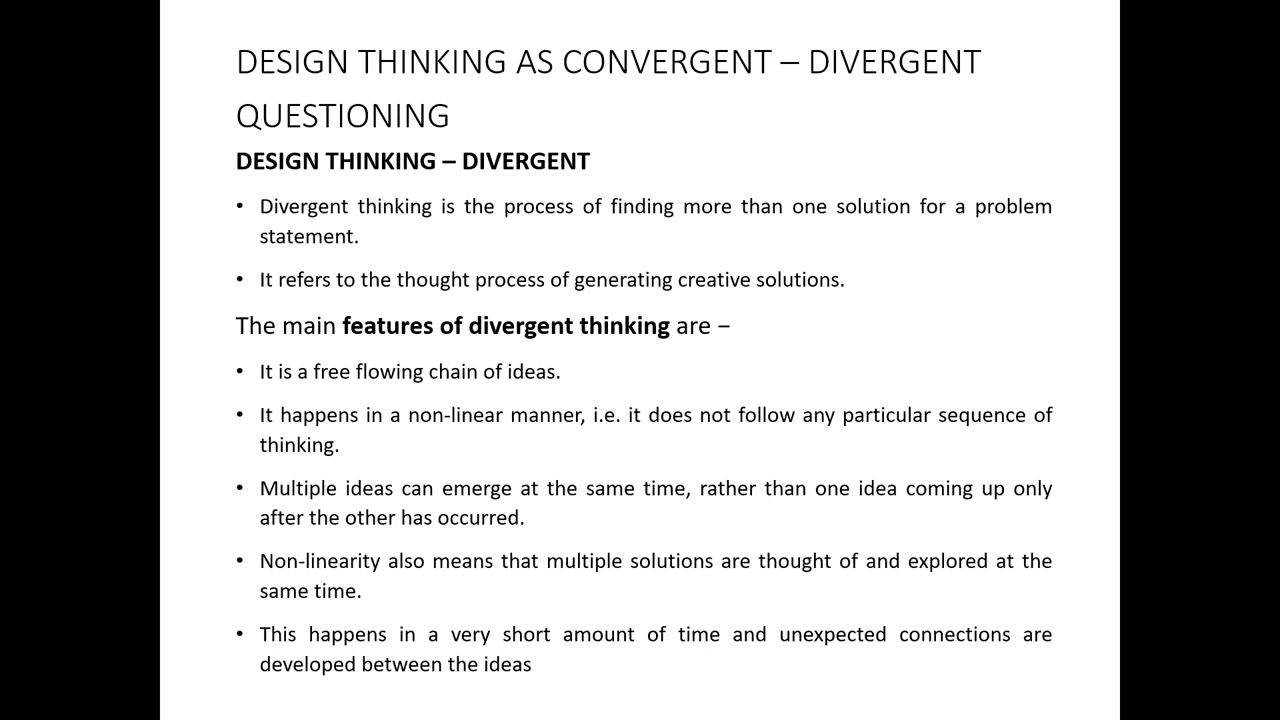 DESIGN THINKING AS CONVERGENT – DIVERGENT
QUESTIONING
DESIGN THINKING – DIVERGENT
• Divergent thinking is the process of finding more than one solution for a problem
statement.
• It refers to the thought process of generating creative solutions.
The main features of divergent thinking are −
• It is a free flowing chain of ideas.
• It happens in a non-linear manner, i.e. it does not follow any particular sequence of
thinking.
• Multiple ideas can emerge at the same time, rather than one idea coming up only
after the other has occurred.
• Non-linearity also means that multiple solutions are thought of and explored at the
same time.
• This happens in a very short amount of time and unexpected connections are
developed between the ideas